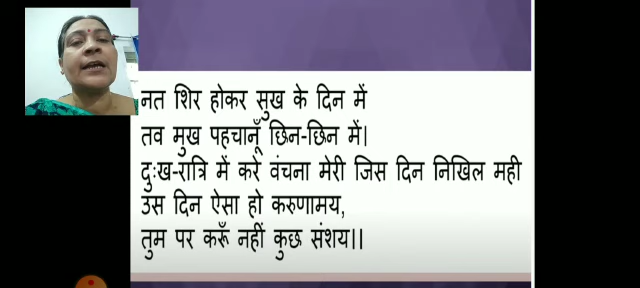 नत शिर होकर सुख के दिन में
तव मुख पहचानूँ छिन-छिन में।
दुःख-रात्रि में करे वंचना मेरी जिस दिन निखिल मही
उस दिन ऐसा हो करुणामय,
तुम पर करूँ नहीं कुछ संशय।।